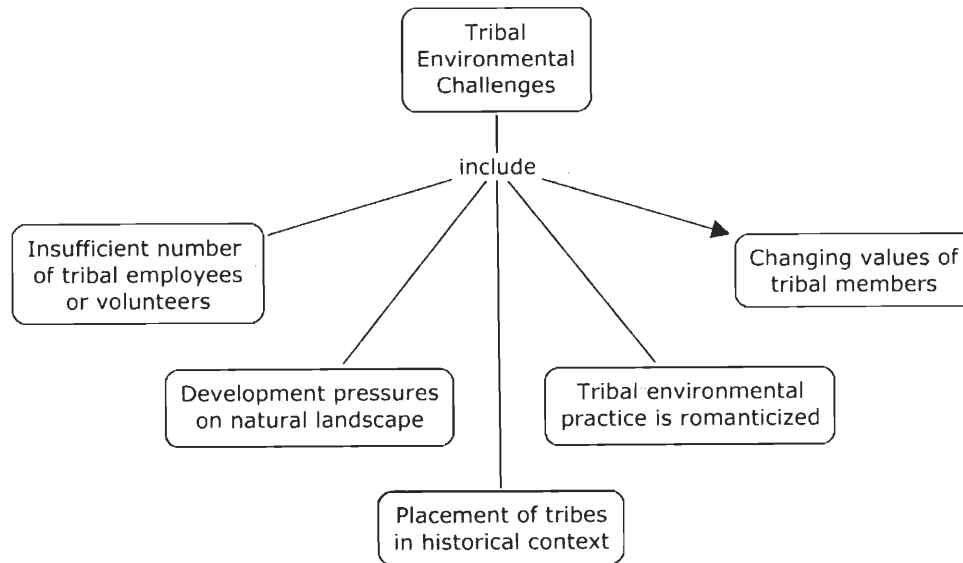 Tribal
Environmental
Challenges
include
Insufficient number
of tribal employees
or volunteers
Changing values of
tribal members
Development pressures
on natural landscape
Tribal environmental
practice is romanticized
Placement of tribes
in historical context